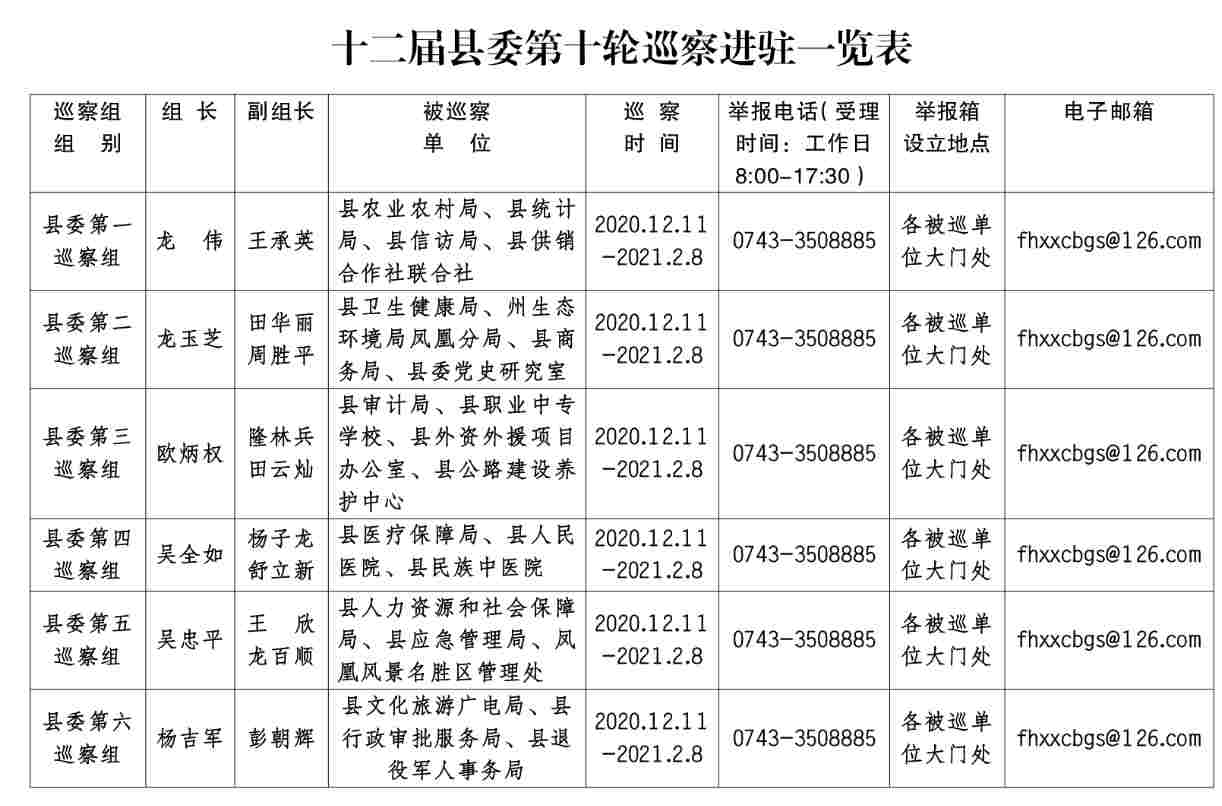 十二届县委第十轮巡察进驻一览表
巡察组 组 长 副组长 被巡察 巡 察 举报电话(受理 举报箱 电子邮箱
组 别 单 位 时 间 时间：工作日 设立地点
8:00-17:30)
县委第一
巡察组
龙 伟
王承英
县农业农村局、县统计
局、县信访局、县供销
合作社联合社
2020.12.11
-2021.2.8
0743-3508885
各被巡单
位大门处
fhxxcbgs@126.com
县委第二
巡察组
龙玉芝
田华丽
周胜平
县卫生健康局、州生态
环境局凤凰分局、县商
务局、县委党史研究室
2020.12.11
-2021.2.8
0743-3508885
各被巡单
位大门处
fhxxcbgs@126.com
县委第三
巡察组
欧炳权
隆林兵
田云灿
县审计局、县职业中专
学校、县外资外援项目
办公室、县公路建设养
护中心
2020.12.11
-2021.2.8
0743-3508885
各被巡单
位大门处
fhxxcbgs@126.com
县委第四
巡察组
吴全如
杨子龙
舒立新
县医疗保障局、县人民
医院、县民族中医院
2020.12.11
-2021.2.8
0743-3508885
各被巡单
位大门处
fhxxcbgs@126.com
县委第五
巡察组
吴忠平
王 欣
龙百顺
县人力资源和社会保障
局、县应急管理局、凤
凰风景名胜区管理处
2020.12.11
-2021.2.8
0743-3508885
各被巡单
位大门处
fhxxcbgs@126.com
县委第六
巡察组
杨吉军
彭朝辉
县文化旅游广电局、县
行政审批服务局、县退
役军人事务局
2020.12.11
-2021.2.8
0743-3508885
各被巡单
位大门处
fhxxcbgs@126.com